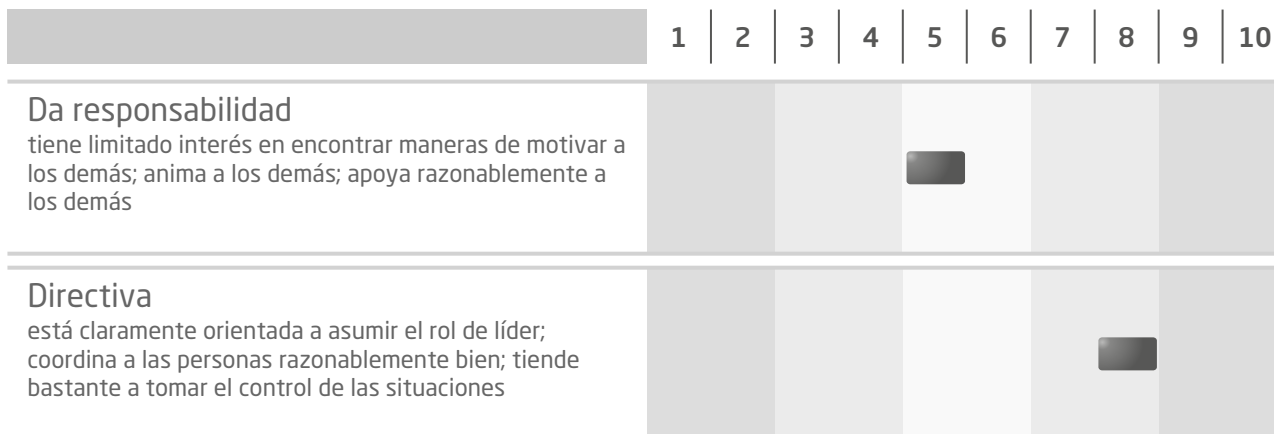 1 2 3 4 5 6 7 8 9 10
Da responsabilidad
tiene limitado interés en encontrar maneras de motivar a
los demás; anima a los demás; apoya razonablemente a
los demás
Directiva
está claramente orientada a asumir el rol de líder;
coordina a las personas razonablemente bien; tiende
bastante a tomar el control de las situaciones